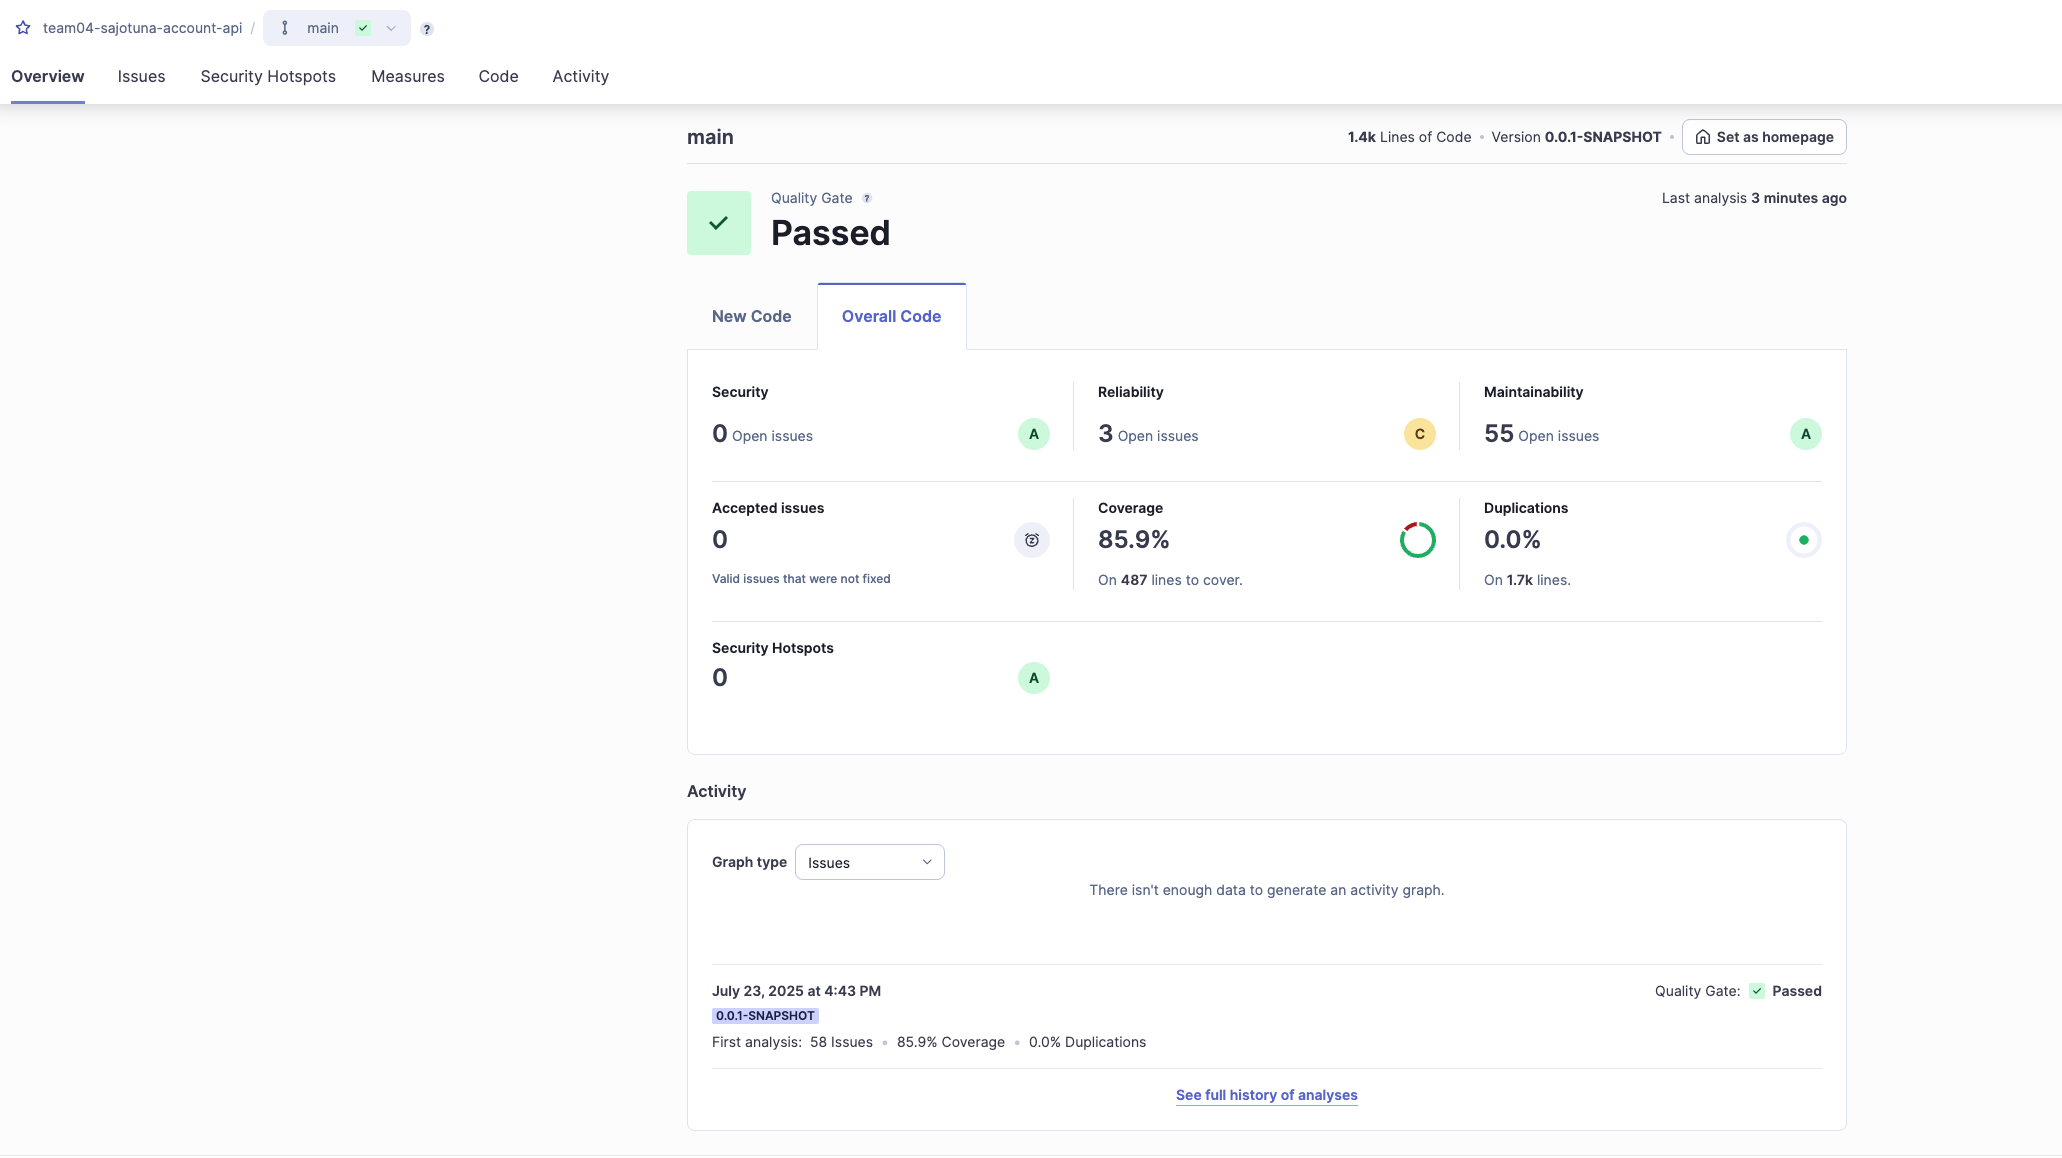 team04-sajotuna-account-api / main ?
Overview Issues Security Hotspots Measures Code Activity
main 1.4k Lines of Code • Version 0.0.1-SNAPSHOT • Set as homepage
Quality Gate ? Last analysis 3 minutes ago
Passed
New Code Overall Code
Security Reliability Maintainability
0 Open issues A 3 Open issues C 55 Open issues A
Accepted issues Coverage Duplications
0 85.9% 0.0%
Valid issues that were not fixed On 487 lines to cover. On 1.7k lines.
Security Hotspots
0 A
Activity
Graph type Issues
There isn't enough data to generate an activity graph.
July 23, 2025 at 4:43 PM Quality Gate: Passed
0.0.1-SNAPSHOT
First analysis: 58 Issues • 85.9% Coverage • 0.0% Duplications
See full history of analyses